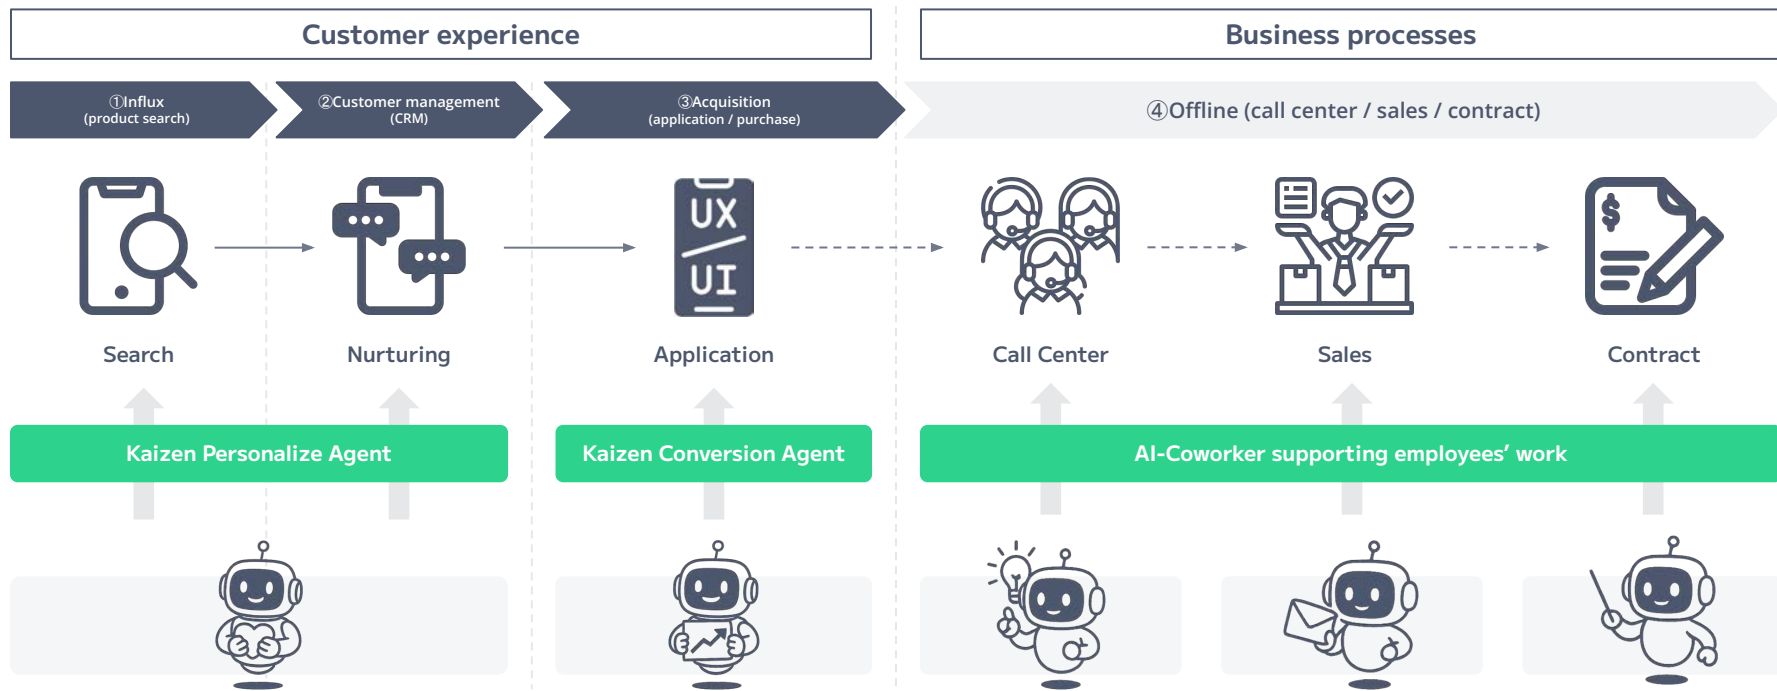 Customer experience
Business processes
①Influx
(product search)
②Customer management
(CRM)
③Acquisition
(application / purchase)
④Offline (call center / sales / contract)
UX
/
UI
$
Search
Nurturing
Application
Call Center
Sales
Contract
Kaizen Personalize Agent
Kaizen Conversion Agent
AI-Coworker supporting employees’ work